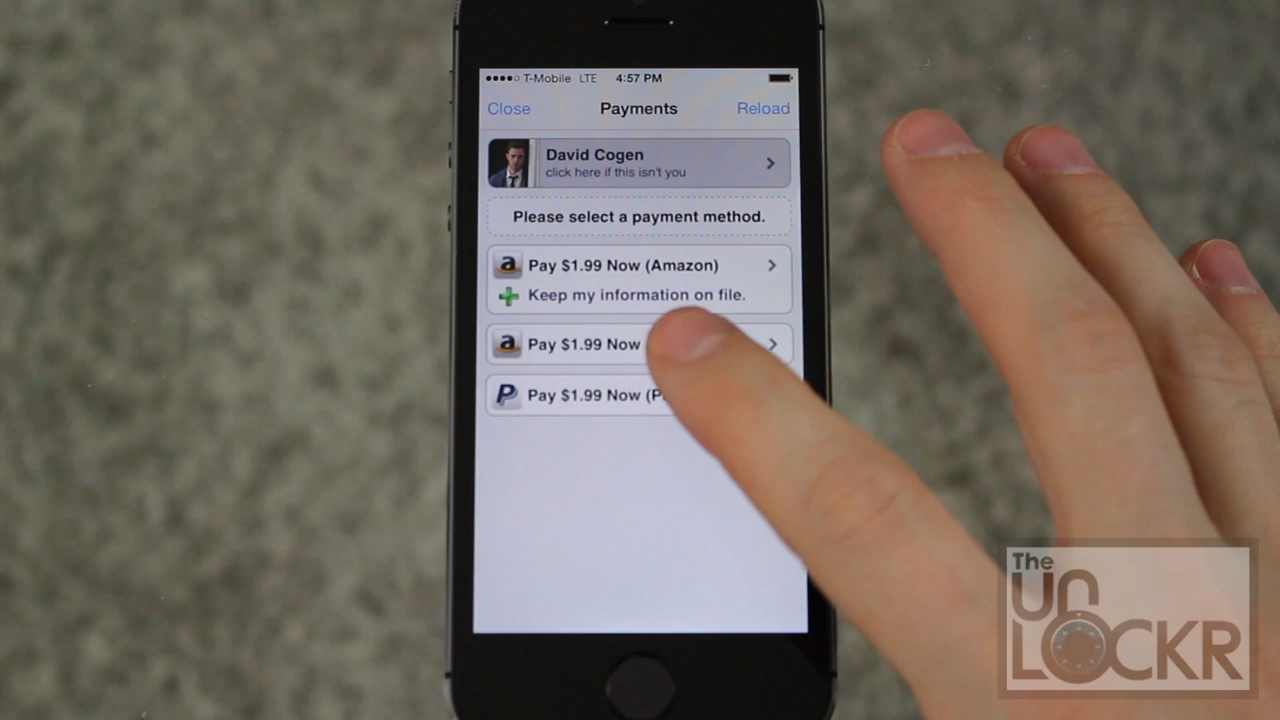 T-Mobile LTE 4:57 PM
Close Payments Reload
David Cogen
click here if this isn't you
Please select a payment method.
Pay $1.99 Now (Amazon)
Keep my information on file.
Pay $1.99 Now
Pay $1.99 Now
The
UNLOCKR